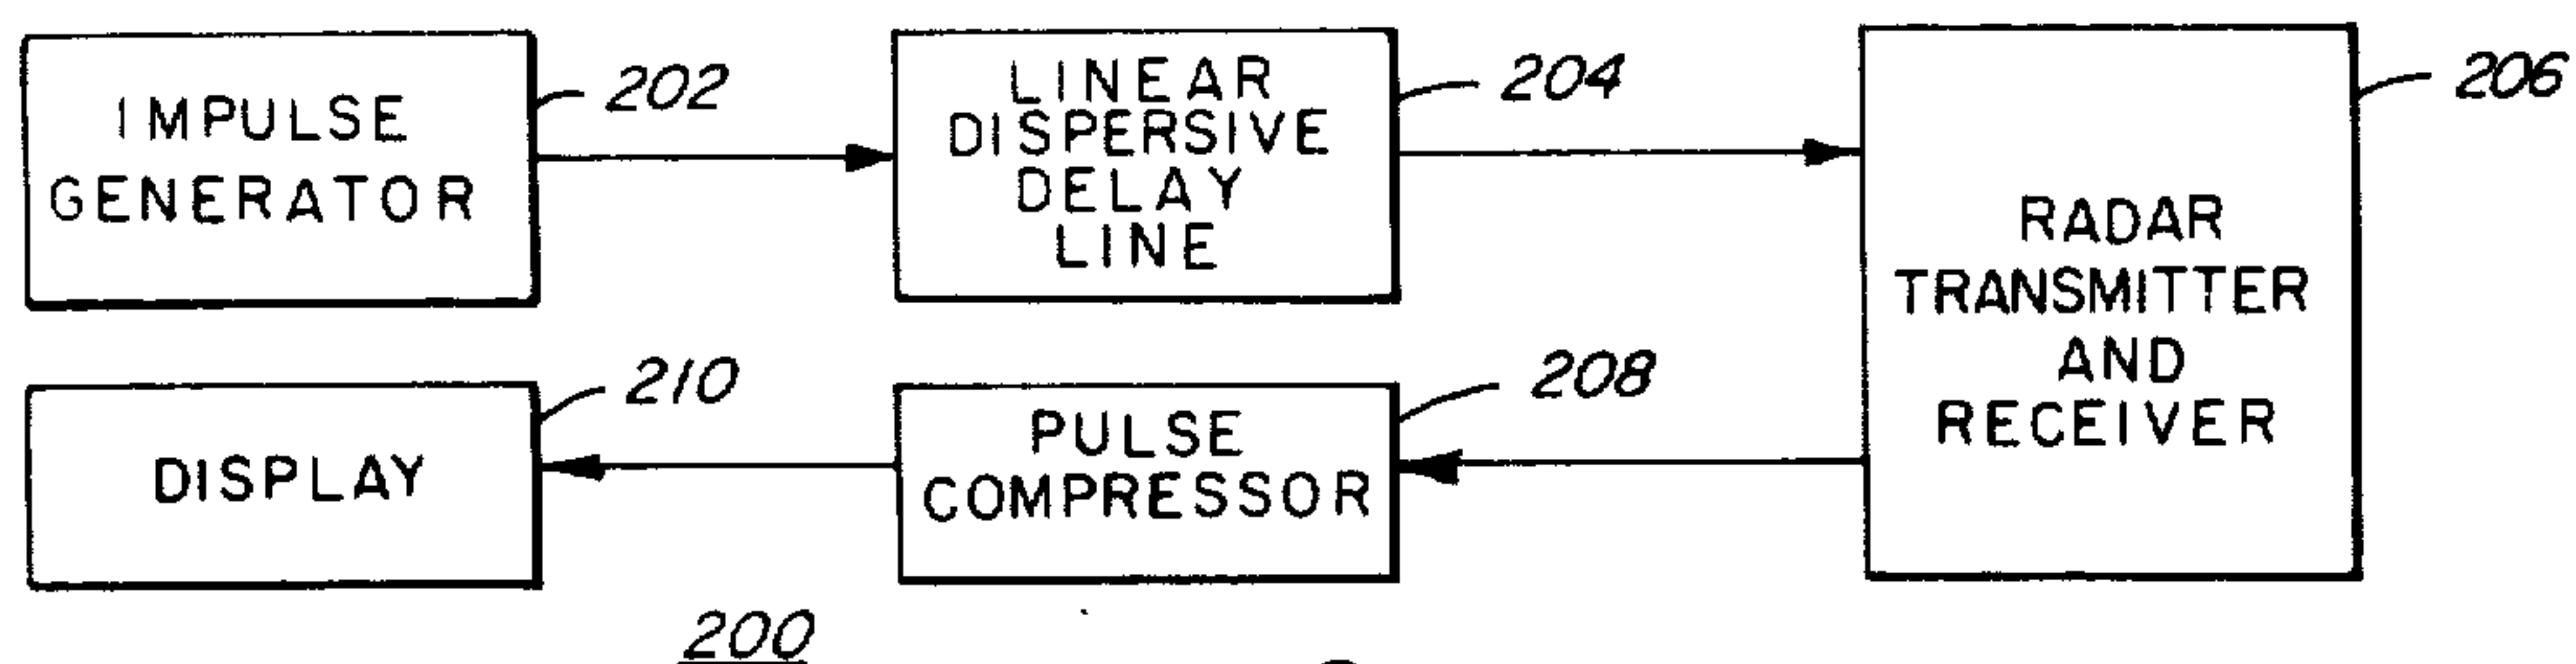 IMPULSE
GENERATOR
202
LINEAR
DISPERSIVE
DELAY
LINE
204
RADAR
TRANSMITTER
AND
RECEIVER
206
DISPLAY
210
PULSE
COMPRESSOR
208
200